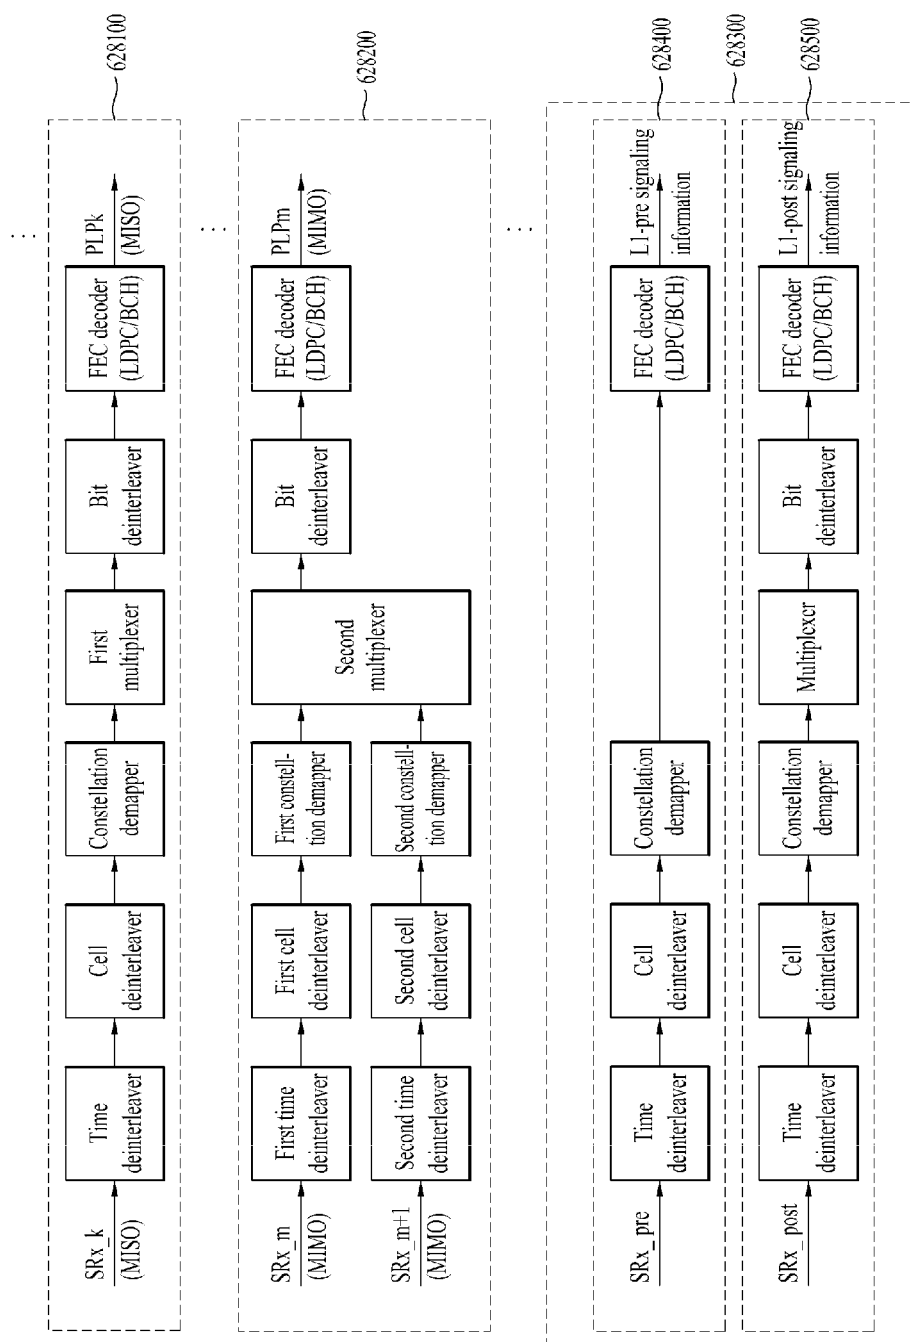 628100
SRx_k
(MISO)
Time
deinterleaver
Cell
deinterleaver
Constellation
demapper
First
multiplexer
Bit
deinterleaver
FEC decoder
(LDPC/BCH)
PLPk
(MISO)
...
628200
SRx_m
(MIMO)
First time
deinterleaver
First cell
deinterleaver
First constell-
tion demapper
SRx_m+1
(MIMO)
Second time
deinterleaver
Second cell
deinterleaver
Second constell-
tion demapper
Second
multiplexer
Bit
deinterleaver
FEC decoder
(LDPC/BCH)
PLPm
(MIMO)
...
...
628400
SRx_pre
Time
deinterleaver
Cell
deinterleaver
Constellation
demapper
FEC decoder
(LDPC/BCH)
L1-pre signaling
information
628300
628500
SRx_post
Time
deinterleaver
Cell
deinterleaver
Constellation
demapper
Multiplexer
Bit
deinterleaver
FEC decoder
(LDPC/BCH)
L1-post signaling
information